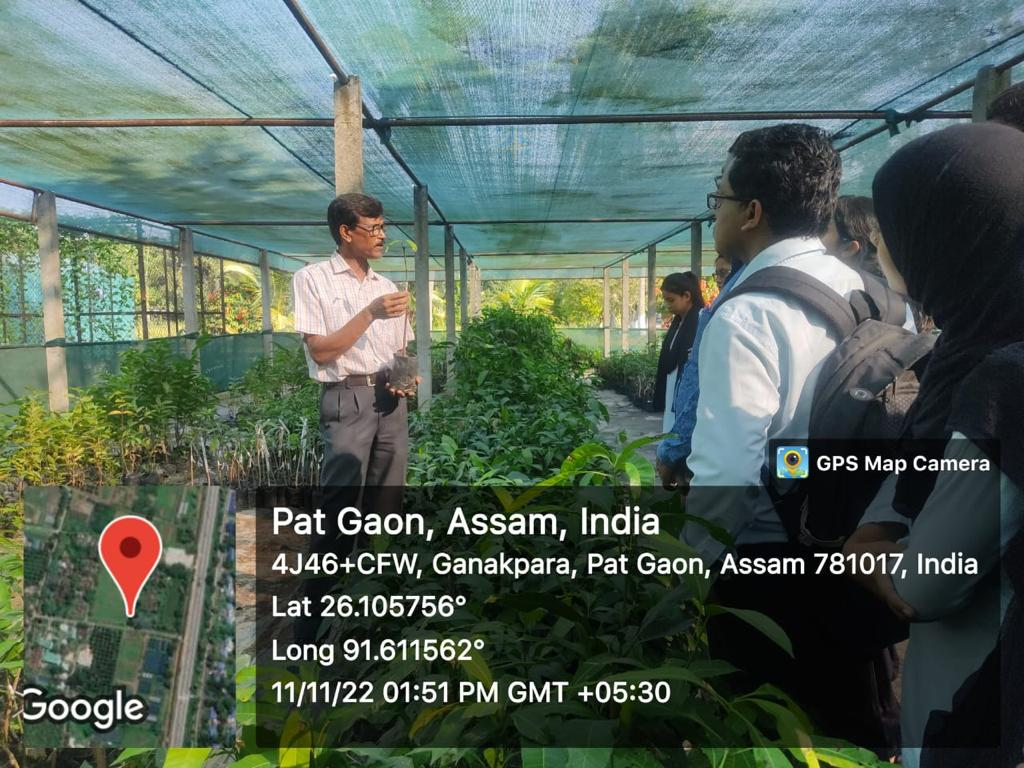 GPS Map Camera
Pat Gaon, Assam, India
4J46+CFW, Ganakpara, Pat Gaon, Assam 781017, India
Lat 26.105756°
Long 91.611562°
11/11/22 01:51 PM GMT +05:30
Google